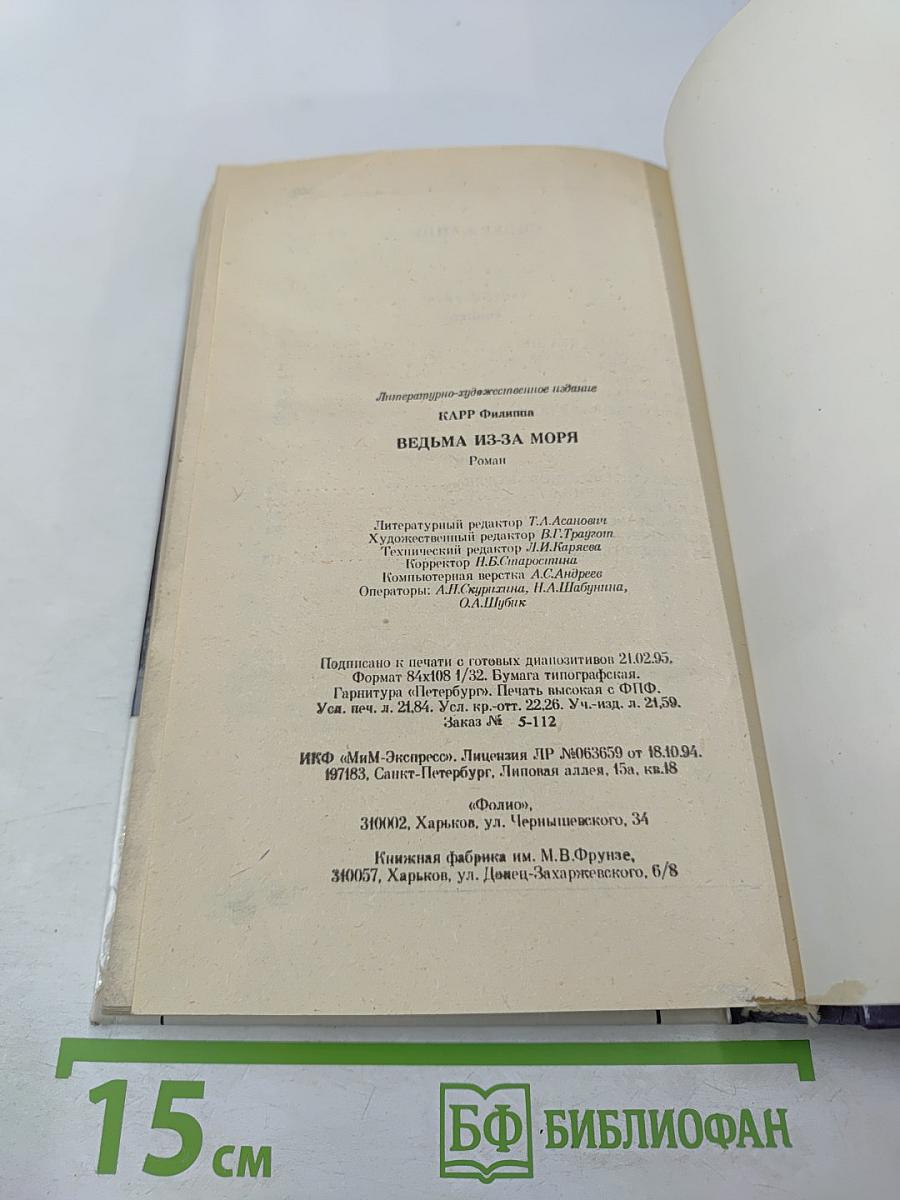 Литературно-художественное издание
КАРР Филиппа
ВЕДЬМА ИЗ-ЗА МОРЯ
Роман
Литературный редактор Т.А.Асанович
Художественный редактор В.Г.Траугот
Технический редактор Л.И.Каряева
Корректор Н.Б.Старостина
Компьютерная верстка А.С.Андреев
Операторы: А.Н.Скурихина, Н.А.Шабунина,
О.А.Шубик
Подписано к печати с готовых диапозитивов 21.02.95.
Формат 84х108 1/32. Бумага типографская.
Гарнитура «Петербург». Печать высокая с ФПФ.
Усл. печ. л. 21,84. Усл. кр.-отт. 22,26. Уч.-изд. л. 21,59.
Заказ № 5-112
ИКФ «МиМ-Экспресс». Лицензия ЛР №063659 от 18.10.94.
197183, Санкт-Петербург, Липовая аллея, 15а, кв.18
«Фолио»,
310002, Харьков, ул. Чернышевского, 34
Книжная фабрика им. М.В.Фрунзе,
310057, Харьков, ул. Донец-Захаржевского, 6/8
15 см
БФ БИБЛИОФАН